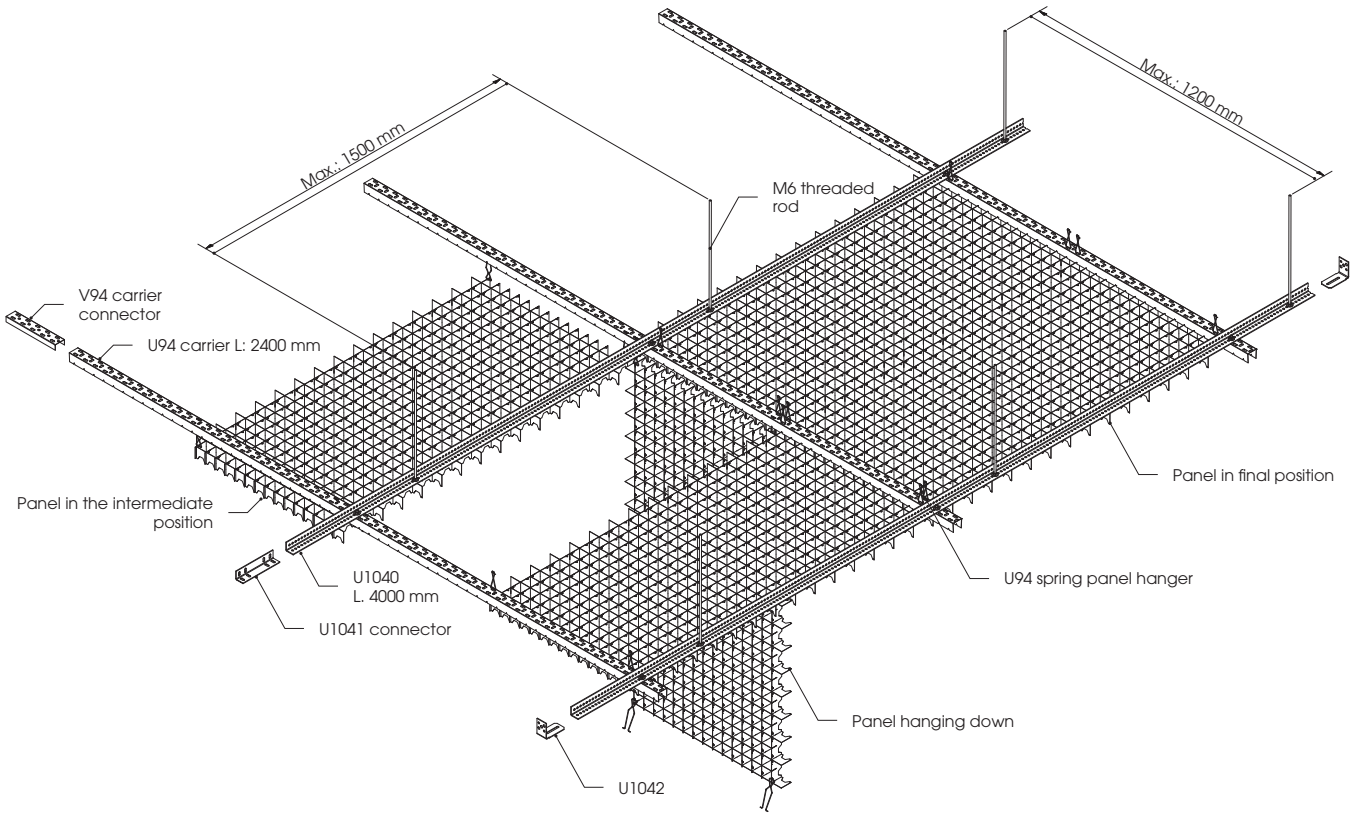 Max.: 1200 mm
Max.: 1500 mm
M6 threaded
rod
V94 carrier
connector
U94 carrier L: 2400 mm
Panel in final position
Panel in the intermediate
position
U94 spring panel hanger
U1040
L. 4000 mm
U1041 connector
Panel hanging down
U1042